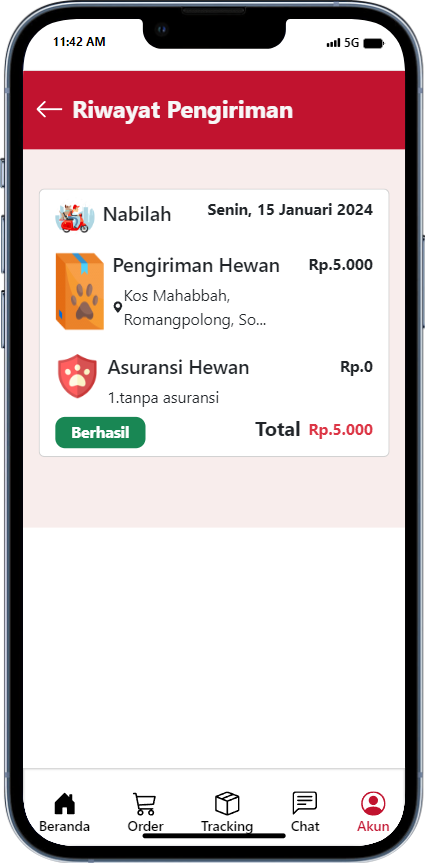 11:42 AM 5G
Riwayat Pengiriman
Nabilah Senin, 15 Januari 2024
Pengiriman Hewan Rp.5.000
Kos Mahabbah,
Romangpolong, So...
Asuransi Hewan Rp.0
1.tanpa asuransi
Berhasil Total Rp.5.000
Beranda Order Tracking Chat Akun